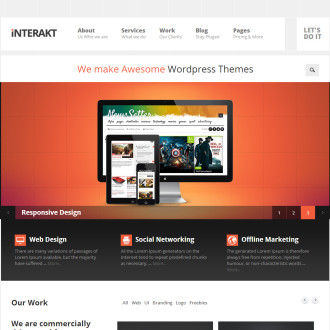 iNTERAKT
About
Us Who we are
Services
What we do
Work
Our Clients
Blog
Stay Pluged
Pages
Pricing & More
LET'S
DO IT
We make Awesome Wordpress Themes
NewsSetter
Responsive Design
1 2 3
Web Design
There are many variations of passages of Lorem Ipsum available, but the majority have suffered ... More..
Social Networking
All the Lorem Ipsum generators on the Internet tend to repeat predefined chunks as necessary. ... More..
Offline Marketing
The generated Lorem Ipsum is therefore always free from repetition, injected humour, or non-characteristic words ... More..
Our Work
All Web UI Branding Logo Freebies
We are commercially